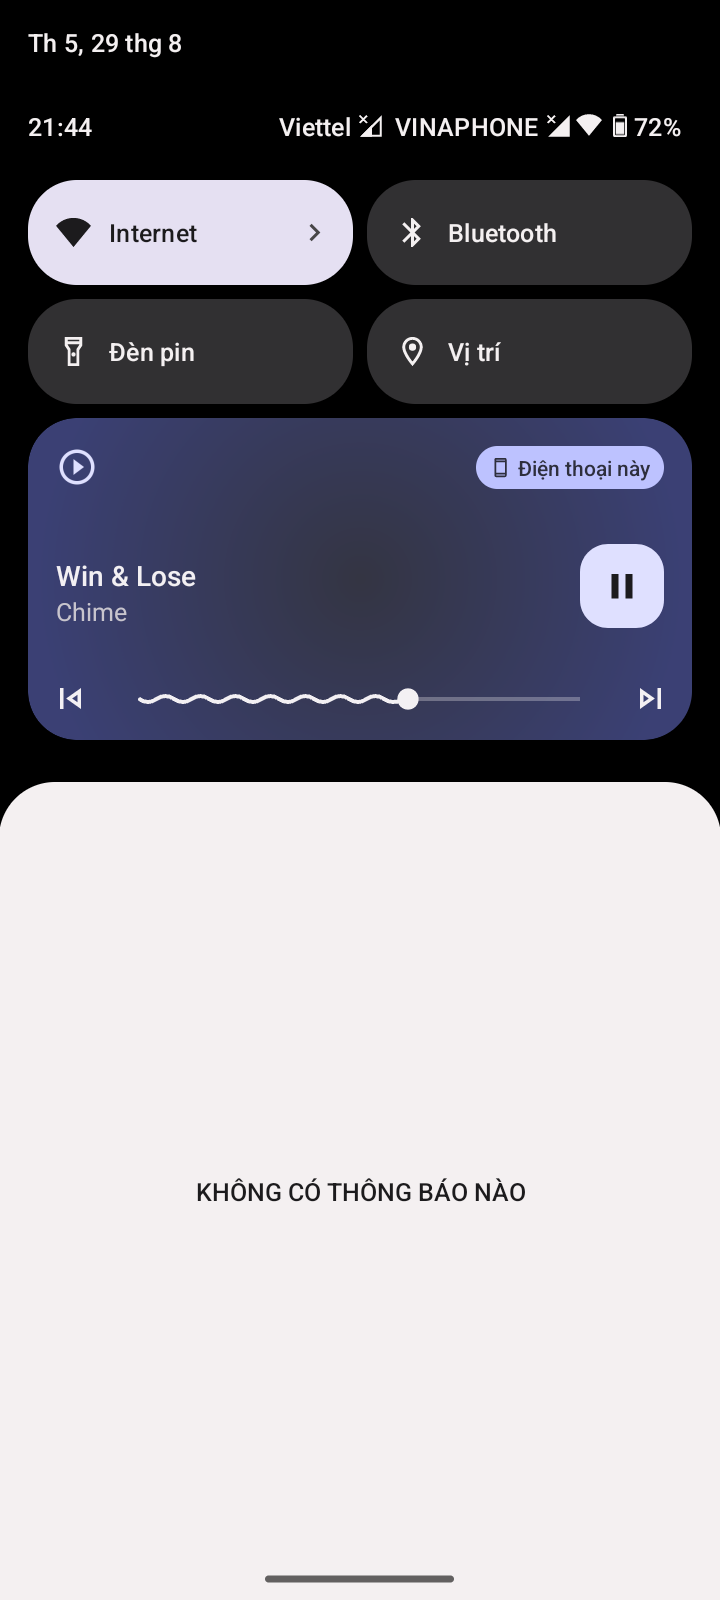 Th 5, 29 thg 8
21:44 Viettel VINAPHONE 72%
Internet Bluetooth
Đèn pin Vị trí
Điện thoại này
Win & Lose
Chime
KHÔNG CÓ THÔNG BÁO NÀO